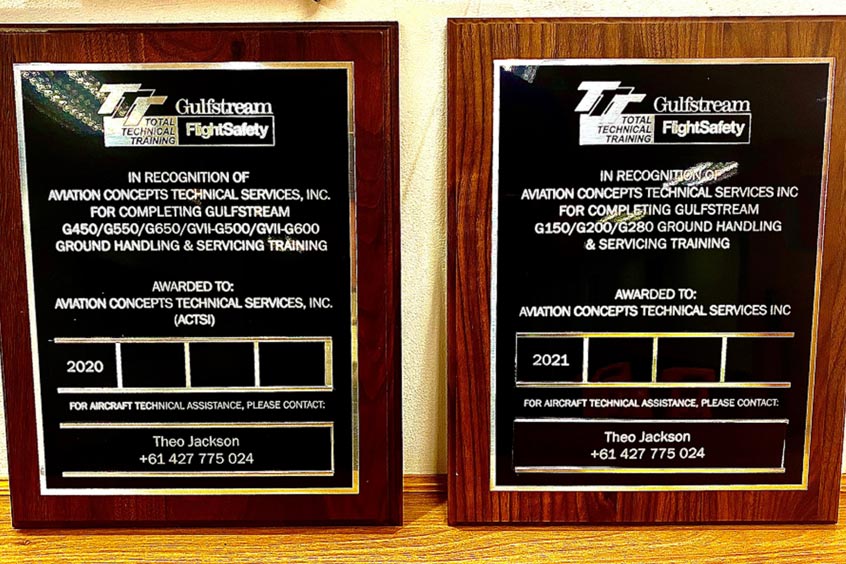 TTT
TOTAL
TECHNICAL
TRAINING
Gulfstream
FlightSafety
IN RECOGNITION OF
AVIATION CONCEPTS TECHNICAL SERVICES, INC.
FOR COMPLETING GULFSTREAM
G450/G550/G650/GVII-G500/GVII-G600
GROUND HANDLING & SERVICING TRAINING
AWARDED TO:
AVIATION CONCEPTS TECHNICAL SERVICES, INC.
(ACTSI)
2020
FOR AIRCRAFT TECHNICAL ASSISTANCE, PLEASE CONTACT:
Theo Jackson
+61 427 775 024
TTT
TOTAL
TECHNICAL
TRAINING
Gulfstream
FlightSafety
IN RECOGNITION OF
AVIATION CONCEPTS TECHNICAL SERVICES INC
FOR COMPLETING GULFSTREAM
G150/G200/G280 GROUND HANDLING
& SERVICING TRAINING
AWARDED TO:
AVIATION CONCEPTS TECHNICAL SERVICES INC
2021
FOR AIRCRAFT TECHNICAL ASSISTANCE, PLEASE CONTACT:
Theo Jackson
+61 427 775 024